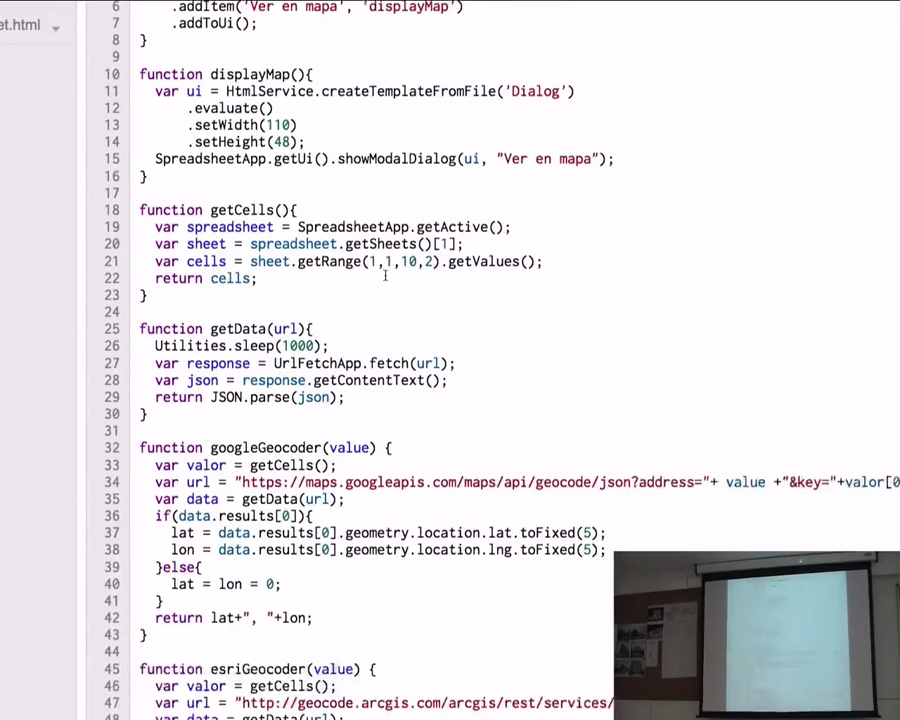 et.html
6 .addItem('Ver en mapa', 'displayMap')
7 .addToUi();
8 }
9
10 function displayMap(){
11 var ui = HtmlService.createTemplateFromFile('Dialog')
12 .evaluate()
13 .setWidth(110)
14 .setHeight(48);
15 SpreadsheetApp.getUi().showModalDialog(ui, "Ver en mapa");
16 }
17
18 function getCells(){
19 var spreadsheet = SpreadsheetApp.getActive();
20 var sheet = spreadsheet.getSheets()[1];
21 var cells = sheet.getRange(1,1,10,2).getValues();
22 return cells;
23 }
24
25 function getData(url){
26 Utilities.sleep(1000);
27 var response = UrlFetchApp.fetch(url);
28 var json = response.getContentText();
29 return JSON.parse(json);
30 }
31
32 function googleGeocoder(value) {
33 var valor = getCells();
34 var url = "https://maps.googleapis.com/maps/api/geocode/json?address="+ value +"&key="+valor[0
35 var data = getData(url);
36 if(data.results[0]){
37 lat = data.results[0].geometry.location.lat.toFixed(5);
38 lon = data.results[0].geometry.location.lng.toFixed(5);
39 }else{
40 lat = lon = 0;
41 }
42 return lat+", "+lon;
43 }
44
45 function esriGeocoder(value) {
46 var valor = getCells();
47 var url = "http://geocode.arcgis.com/arcgis/rest/services/
48 var data = getData(url);